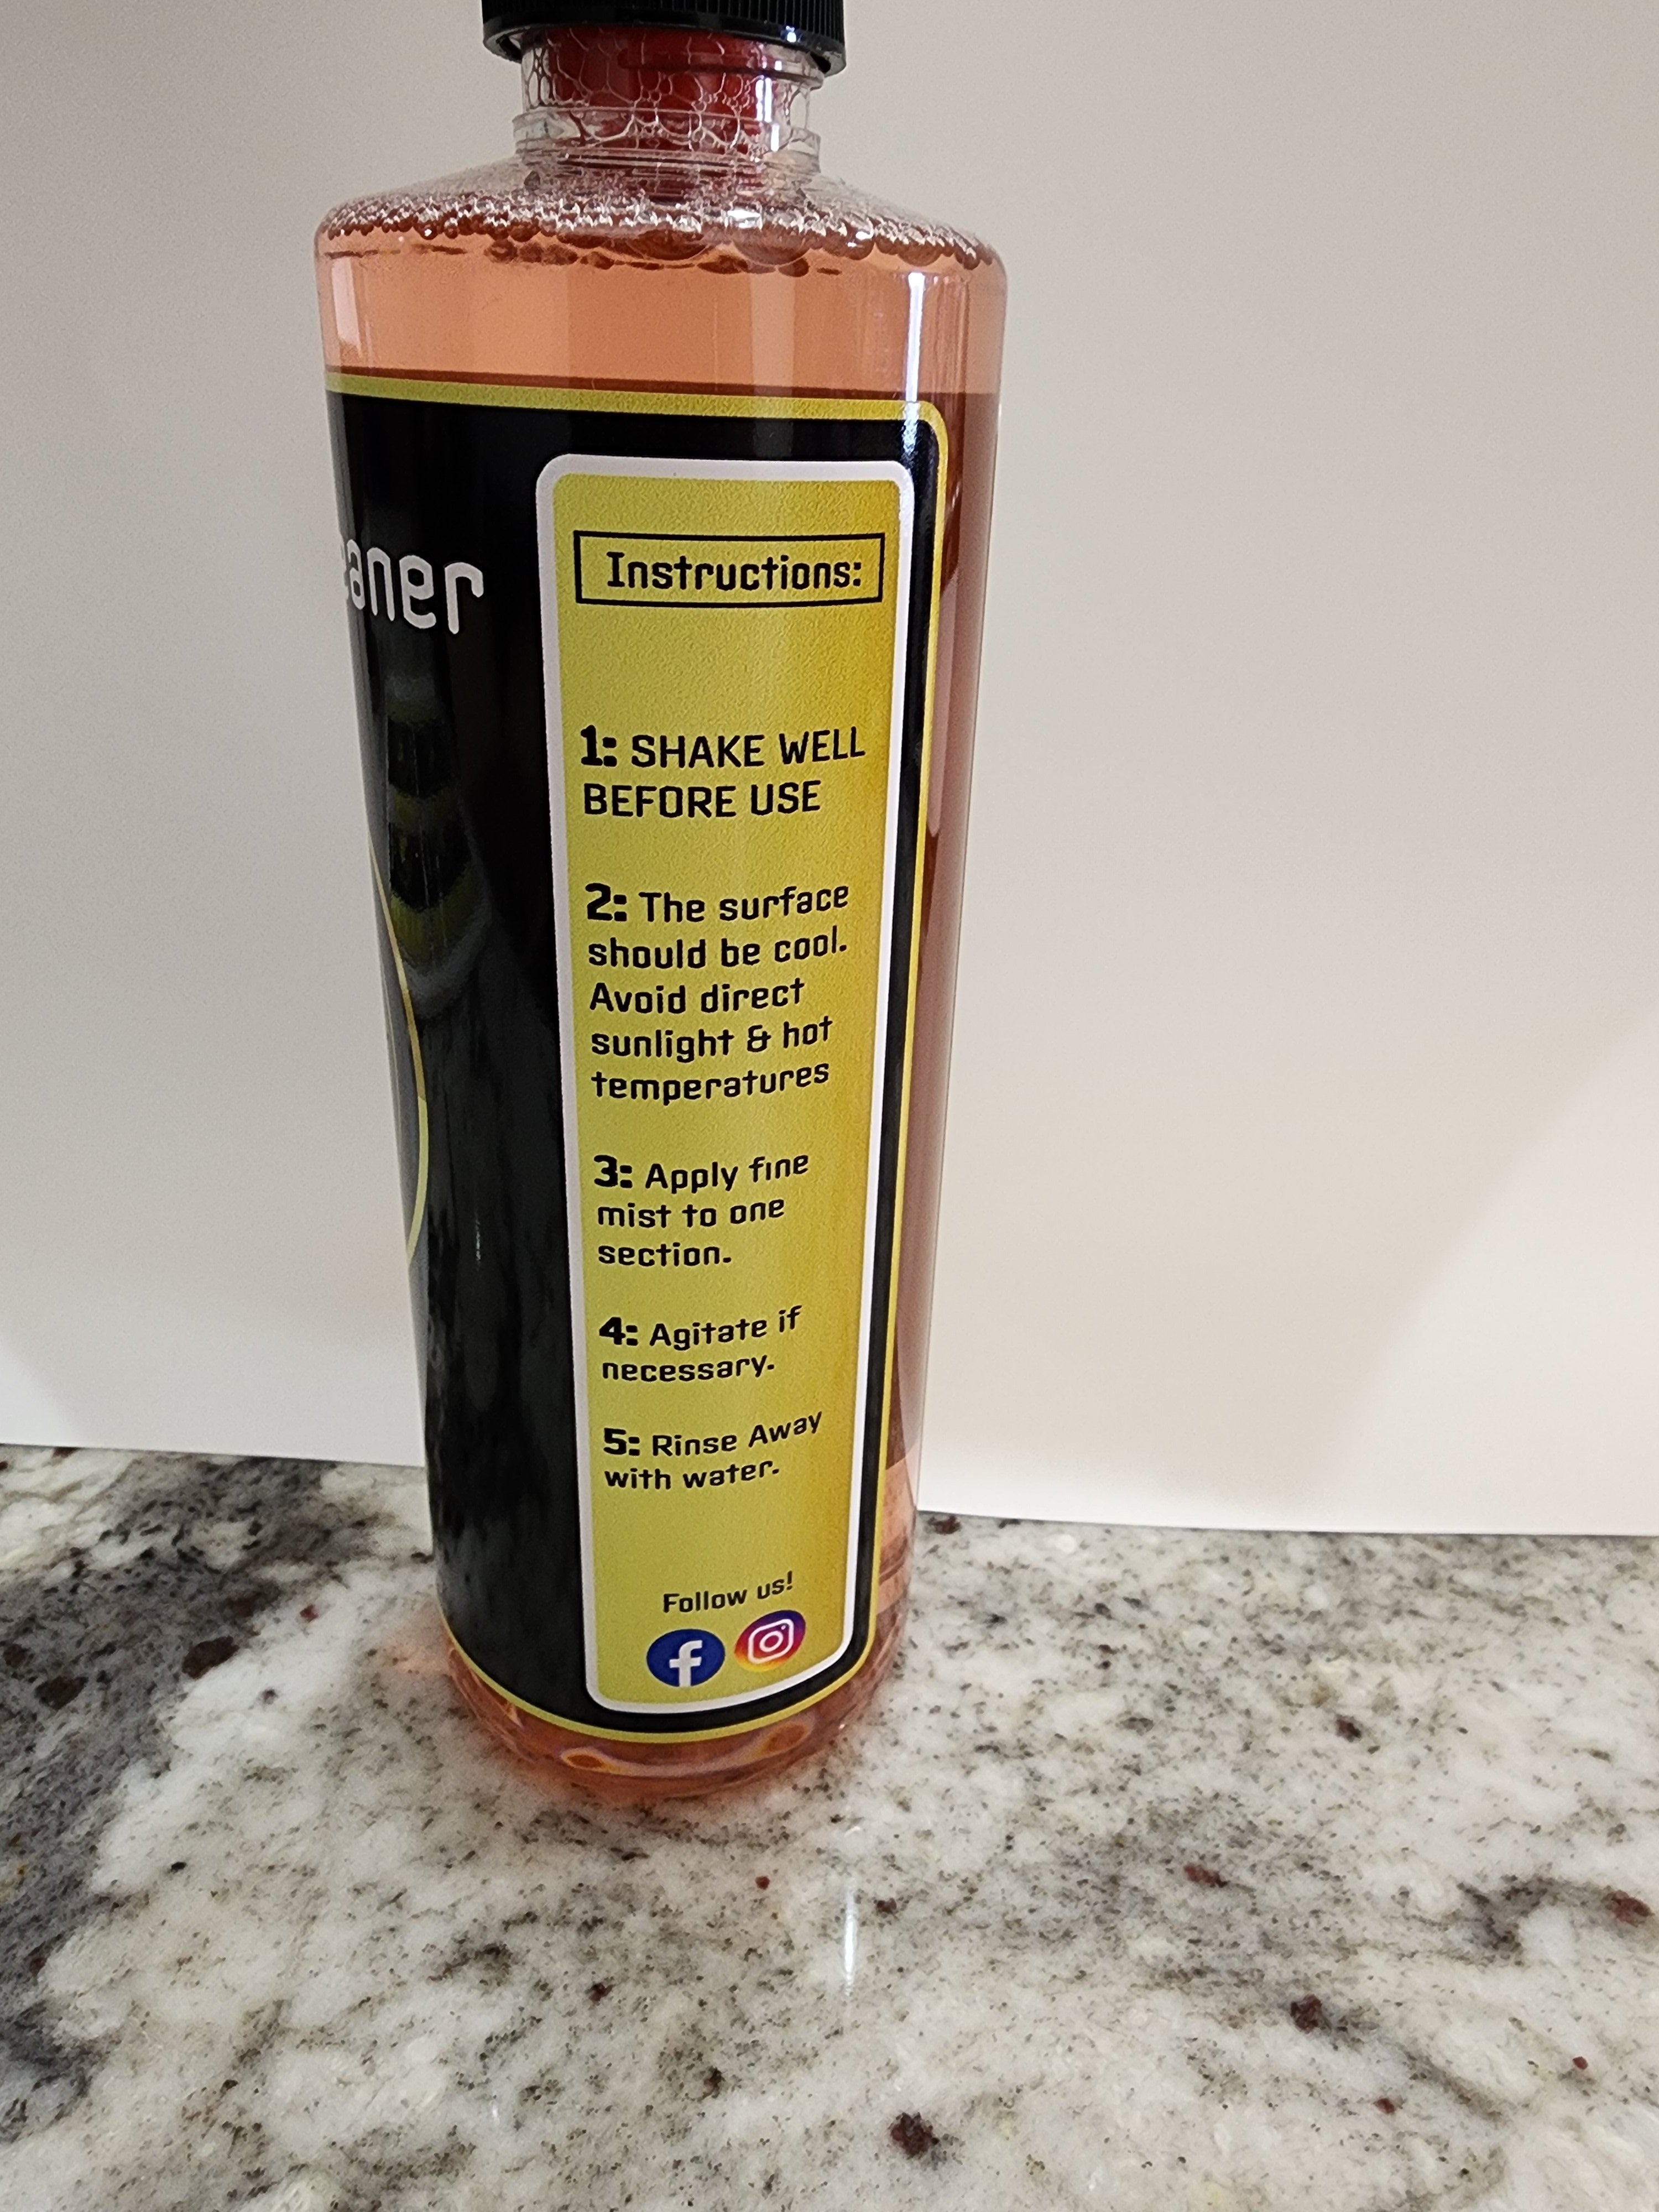 eaner
Instructions:
1: SHAKE WELL
BEFORE USE
2: The surface
should be cool.
Avoid direct
sunlight & hot
temperatures
3: Apply fine
mist to one
section.
4: Agitate if
necessary.
5: Rinse Away
with water.
Follow us!